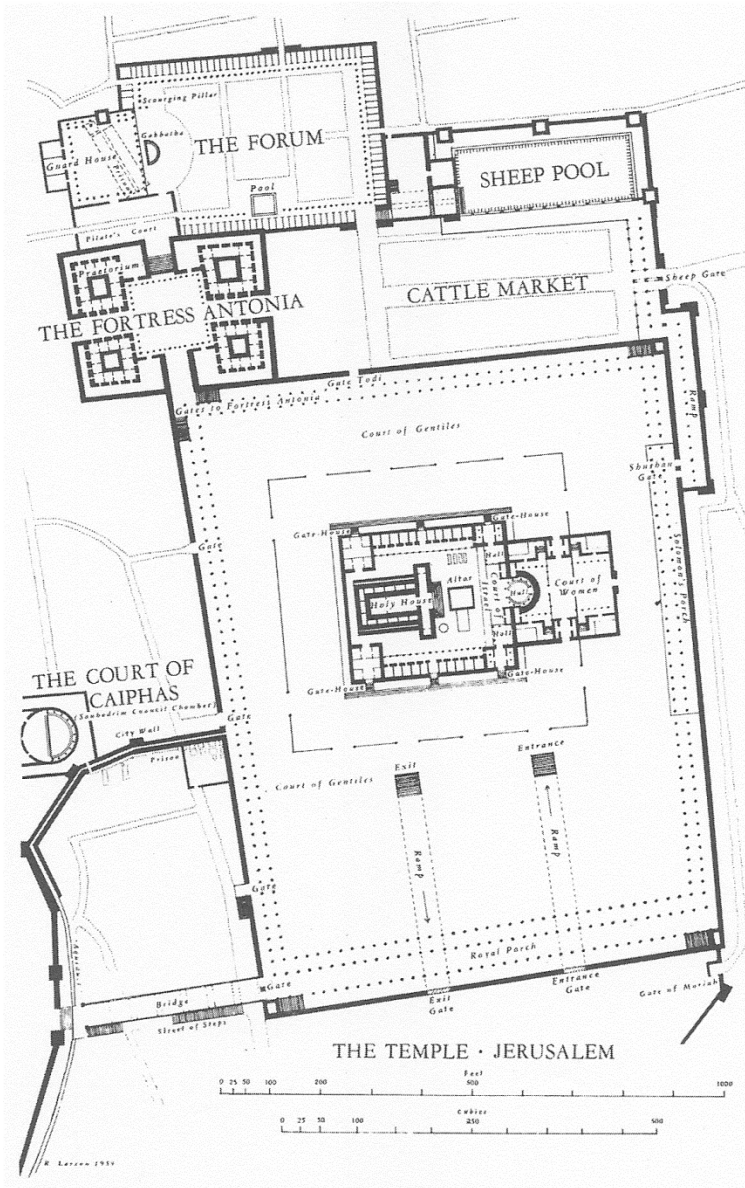 Scourging Pillar
Gabbatha
THE FORUM
Guard House
Pool
SHEEP POOL
Pilate's Court
Praetorium
THE FORTRESS ANTONIA
CATTLE MARKET
Sheep Gate
Gate Todi
Gates to Fortress Antonia
Ramp
Court of Gentiles
Shushan
Gate
Gate-House
Gate-House
Gate
Hall
Solomon's Porch
Altar
Court of
Israel
Holy House
Hall
Court of
Women
Hall
THE COURT OF
CAIPHAS
(Sanhedrim Council Chamber)
Gate-House
Gate-House
City Wall
Gate
Prison
Exit
Entrance
Court of Gentiles
Ramp
Ramp
Gate
Aqueduct
Royal Porch
Gate
Bridge
Street of Steps
Exit
Gate
Entrance
Gate
Gate of Moriah
THE TEMPLE · JERUSALEM
Feet
0 25 50 100 200 500 1000
Cubits
0 25 50 100 250 500
R Larson 1959